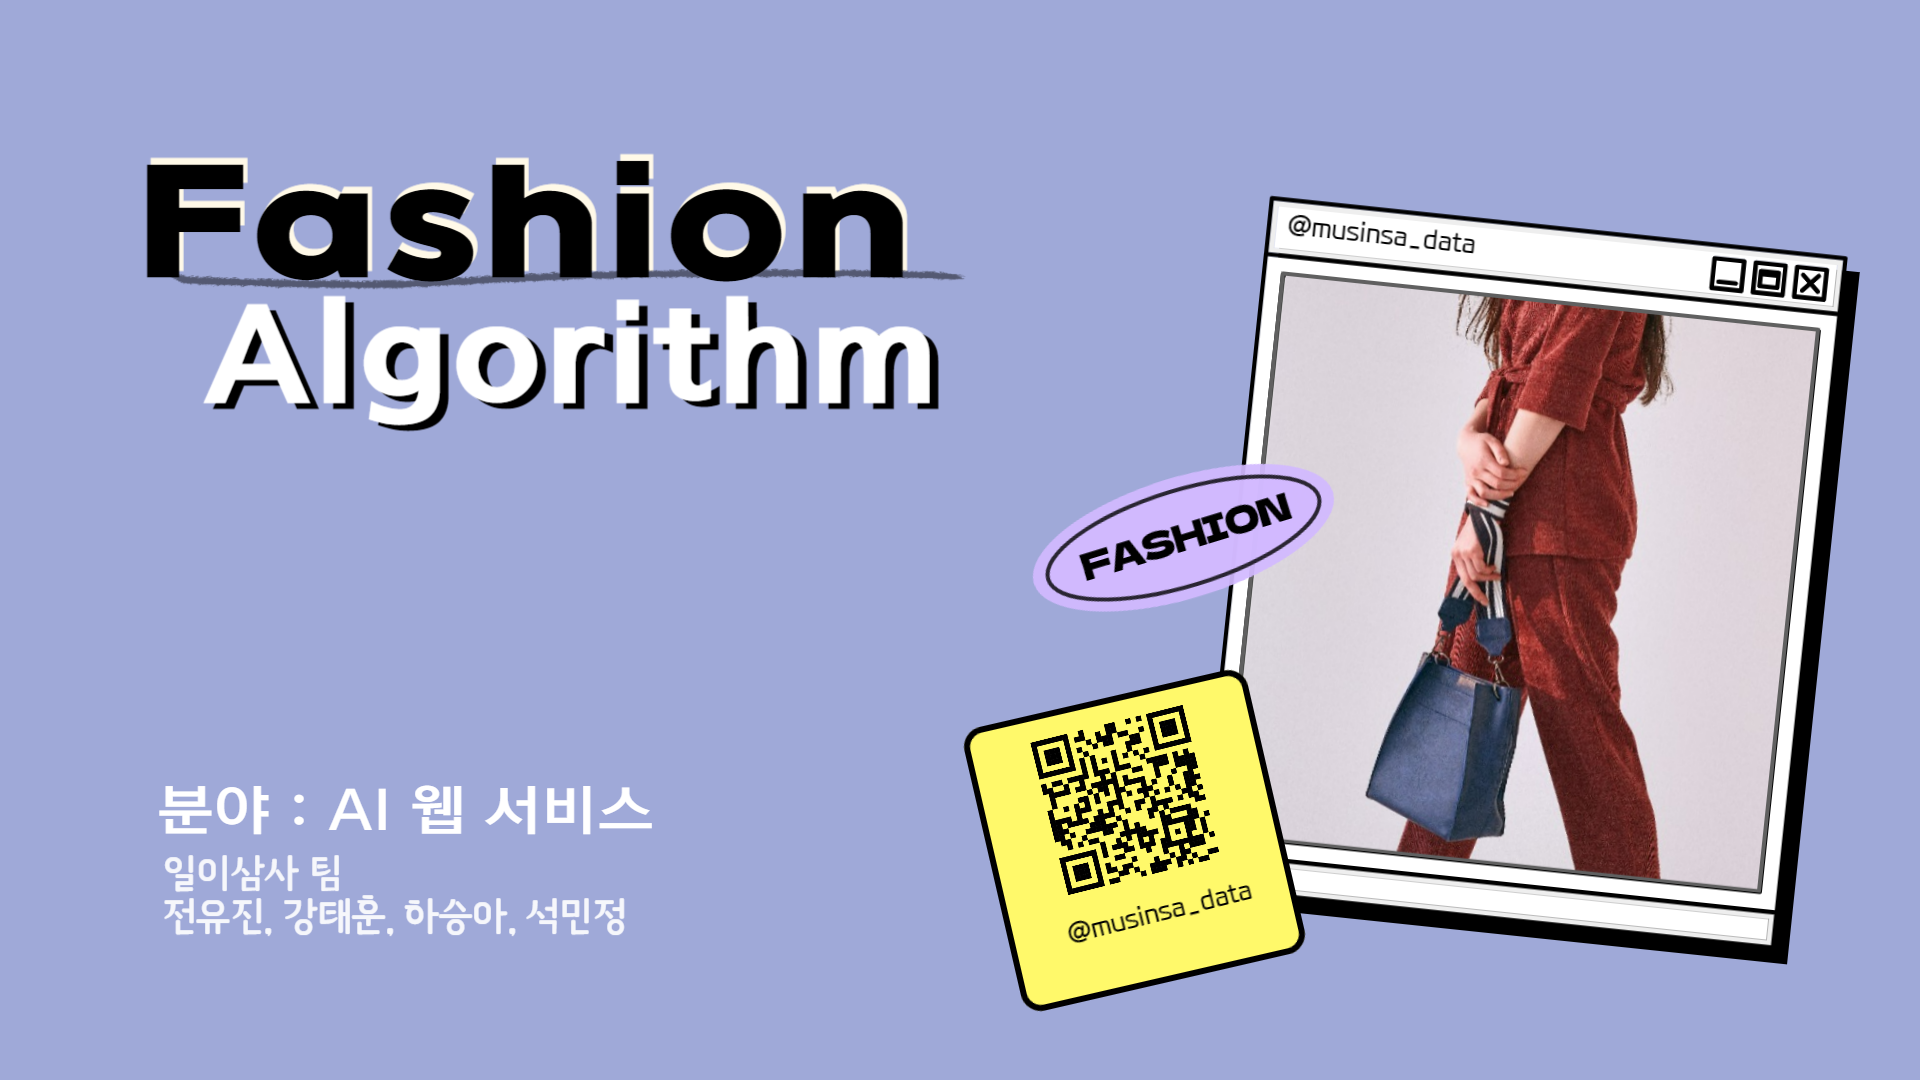 Fashion
Algorithm
@musinsa_data
FASHION
@musinsa_data
분야 : AI 웹 서비스
일이삼사 팀
전유진, 강태훈, 하승아, 석민정